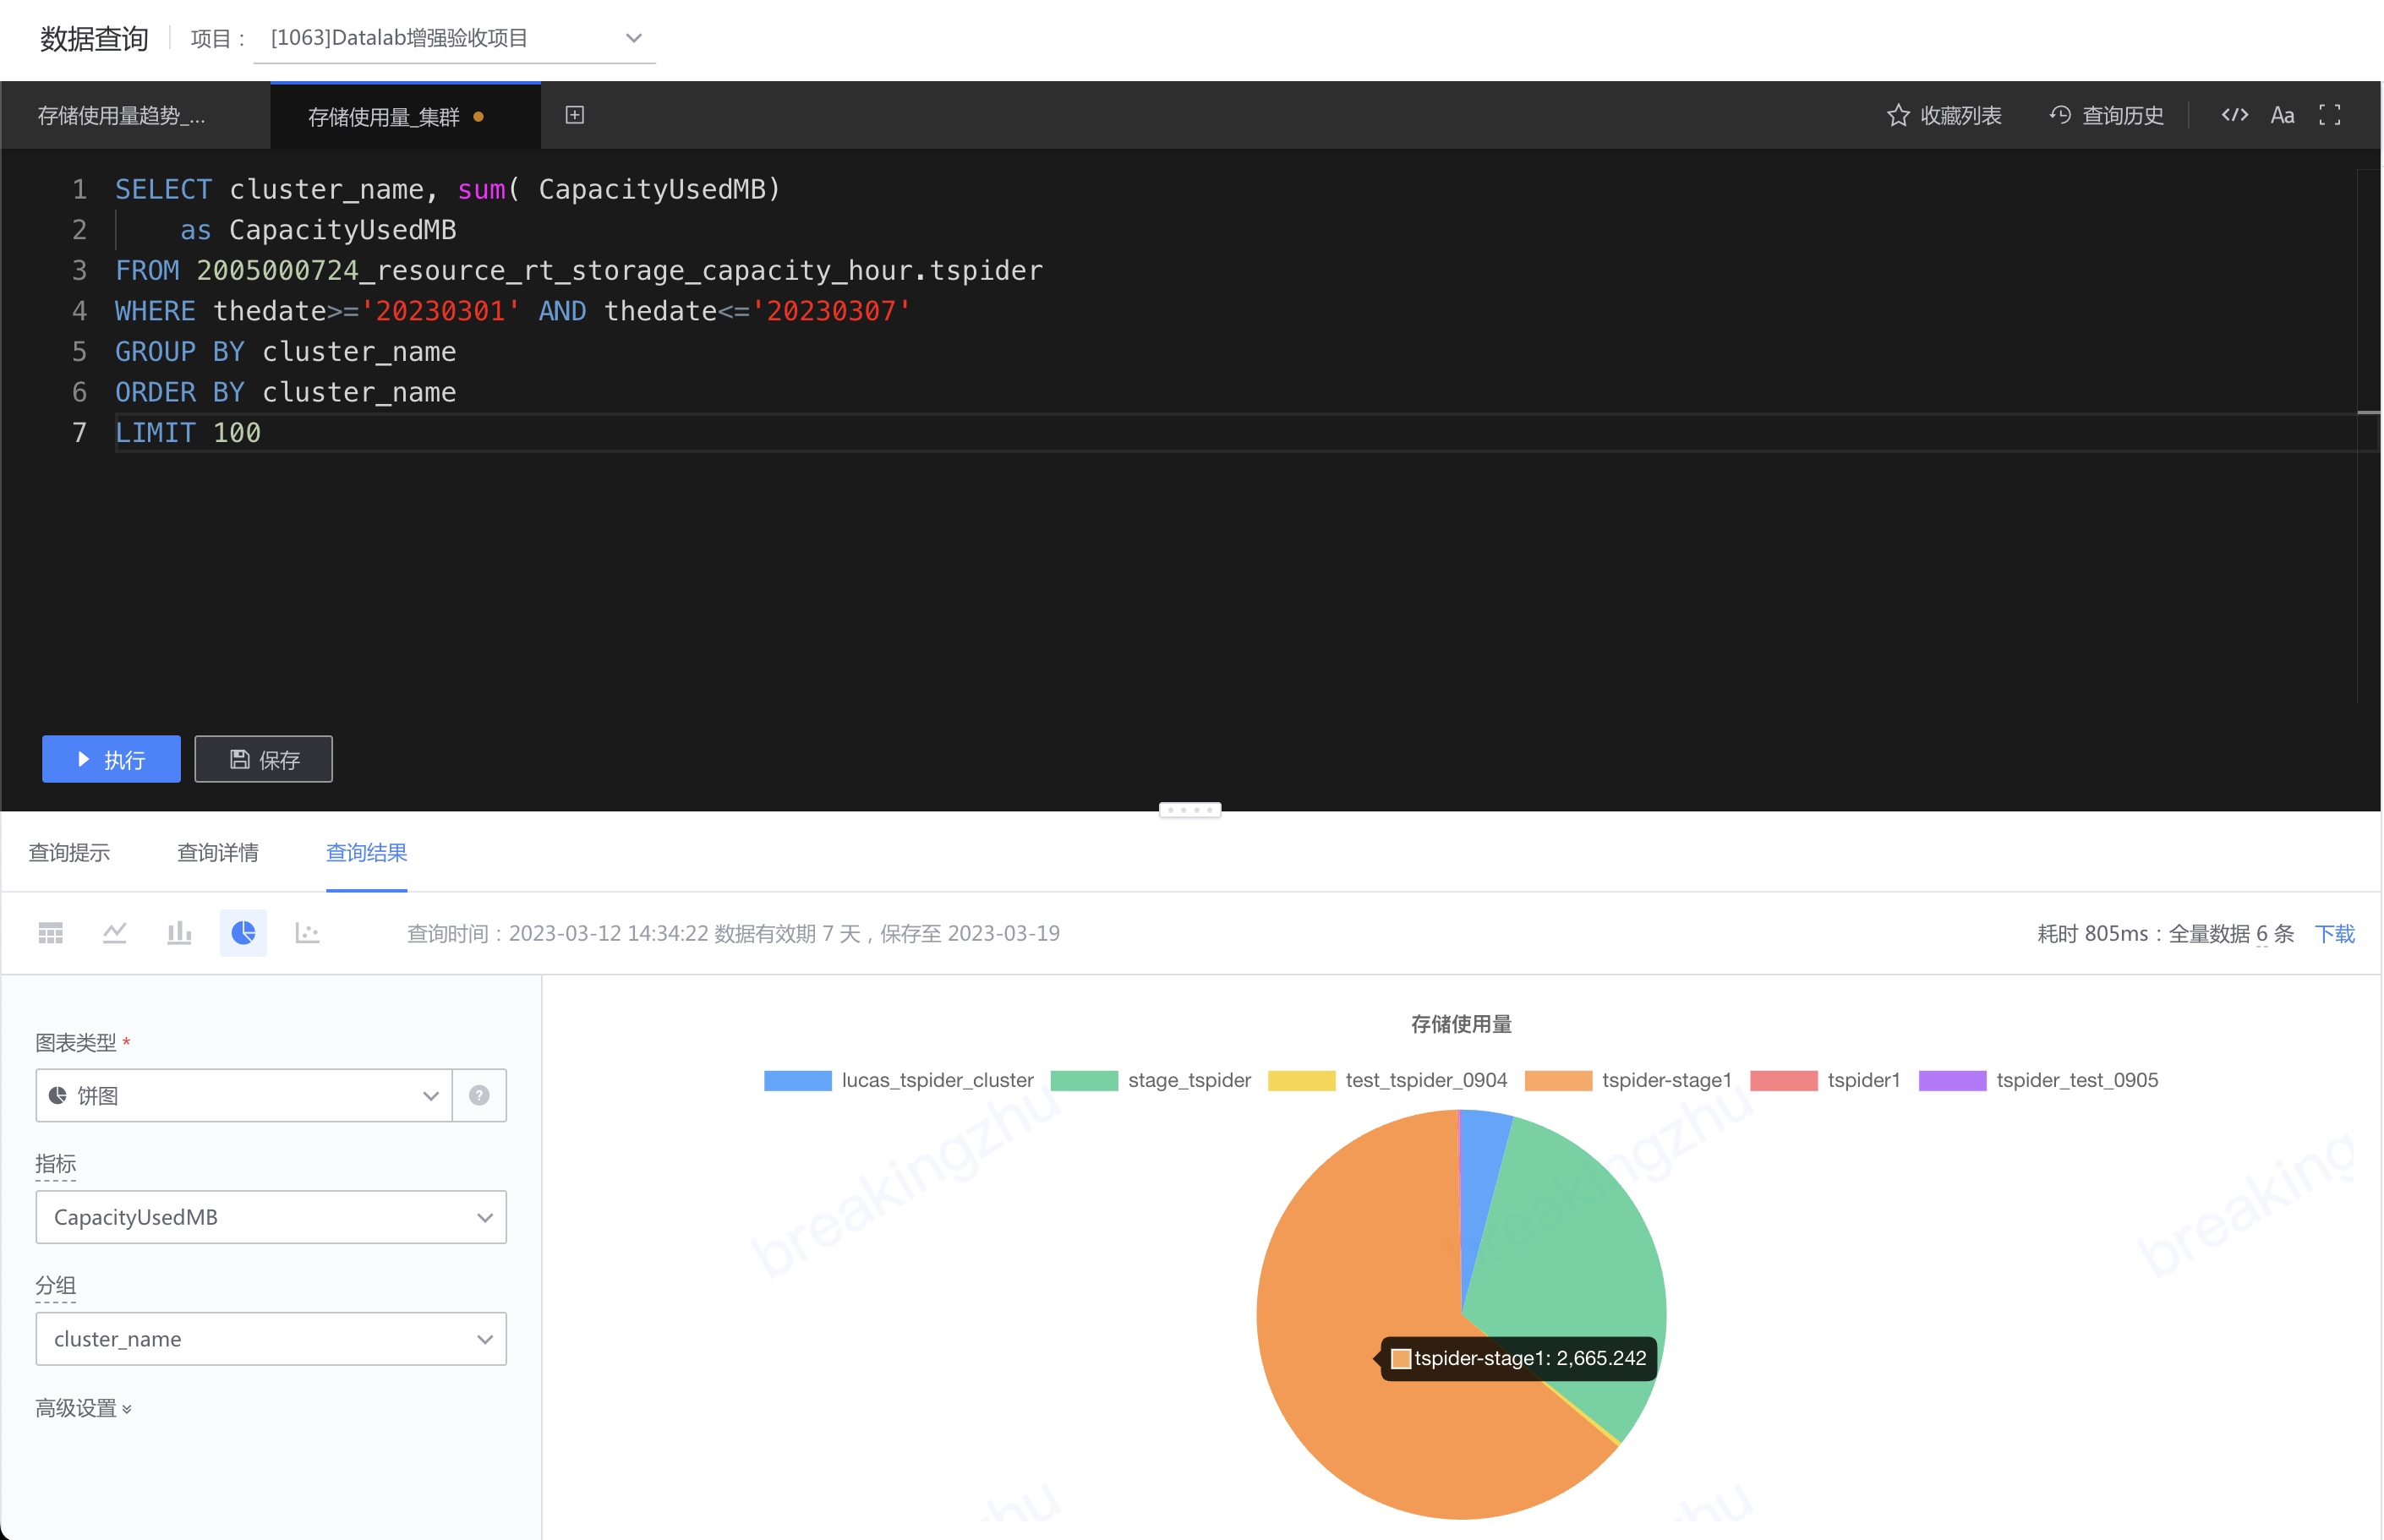 数据查询 项目： [1063]Datalab增强验收项目
存储使用量趋势_... 存储使用量_集群 收藏列表 查询历史 </> Aa
1 SELECT cluster_name, sum( CapacityUsedMB)
2 as CapacityUsedMB
3 FROM 2005000724_resource_rt_storage_capacity_hour.tspider
4 WHERE thedate>='20230301' AND thedate<='20230307'
5 GROUP BY cluster_name
6 ORDER BY cluster_name
7 LIMIT 100
执行 保存
查询提示 查询详情 查询结果
查询时间：2023-03-12 14:34:22 数据有效期 7 天，保存至 2023-03-19 耗时 805ms：全量数据 6 条 下载
图表类型 *
饼图 ?
指标
CapacityUsedMB
分组
cluster_name
高级设置
存储使用量
lucas_tspider_cluster stage_tspider test_tspider_0904 tspider-stage1 tspider1 tspider_test_0905
breakingzhu breakingzhu breaking
tspider-stage1: 2,665.242
zhu zhu